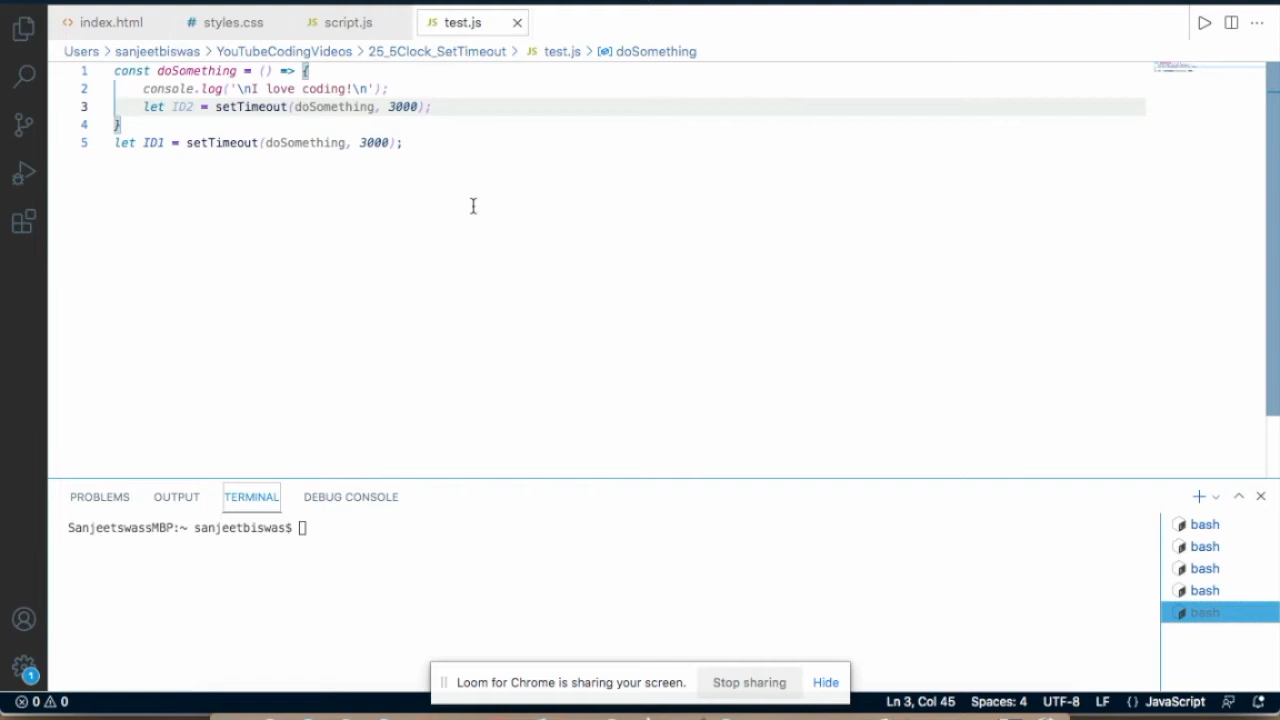 index.html
styles.css
script.js
test.js
Users > sanjeetbiswas > YouTubeCodingVideos > 25_5Clock_SetTimeout > JS test.js > doSomething
1 const doSomething = () => {
2 console.log('\nI love coding!\n');
3 let ID2 = setTimeout(doSomething, 3000);
4 }
5 let ID1 = setTimeout(doSomething, 3000);
PROBLEMS OUTPUT TERMINAL DEBUG CONSOLE
SanjeetswassMBP:~ sanjeetbiswas$
bash
bash
bash
bash
bash
Loom for Chrome is sharing your screen. Stop sharing Hide
1
0 0 Ln 3, Col 45 Spaces: 4 UTF-8 LF {} JavaScript